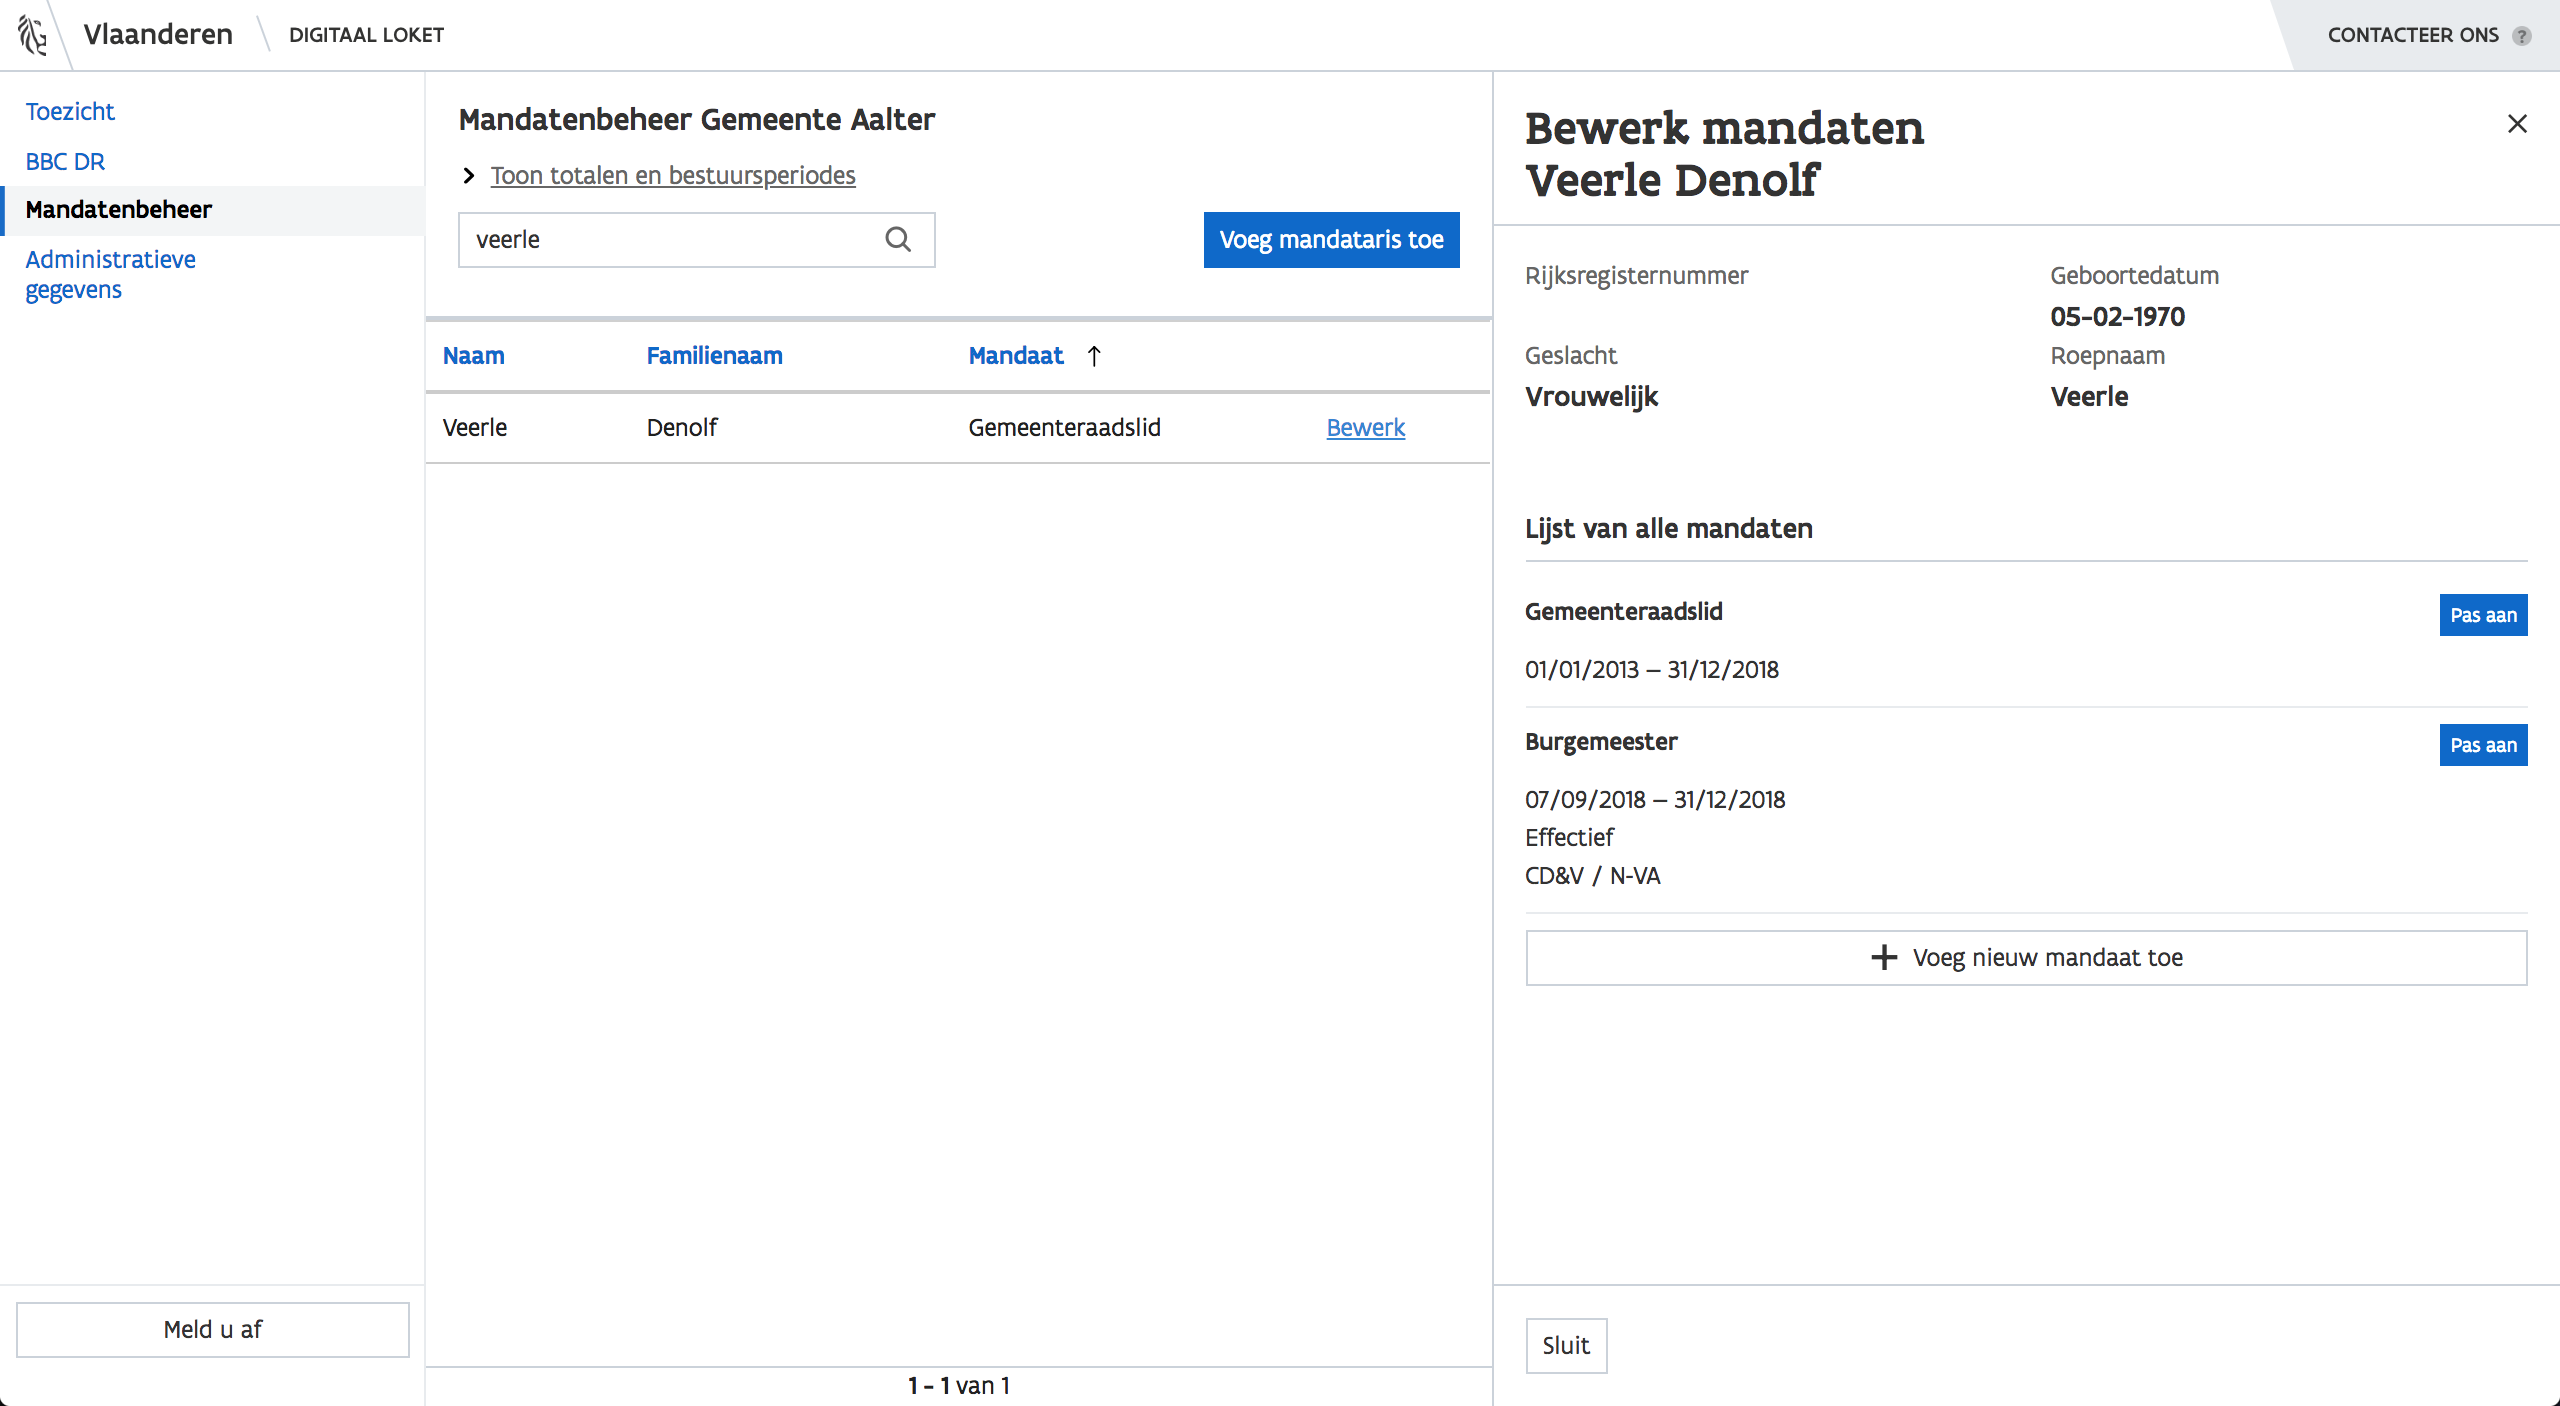 Vlaanderen
DIGITAAL LOKET
CONTACTEER ONS ?
Toezicht
BBC DR
Mandatenbeheer
Administratieve
gegevens
Meld u af
Mandatenbeheer Gemeente Aalter
Toon totalen en bestuursperiodes
veerle
Voeg mandataris toe
Naam Familienaam Mandaat ↑
Veerle Denolf Gemeenteraadslid Bewerk
1 - 1 van 1
Bewerk mandaten
Veerle Denolf
Rijksregisternummer
Geboortedatum
05-02-1970
Geslacht
Vrouwelijk
Roepnaam
Veerle
Lijst van alle mandaten
Gemeenteraadslid
Pas aan
01/01/2013 – 31/12/2018
Burgemeester
Pas aan
07/09/2018 – 31/12/2018
Effectief
CD&V / N-VA
+ Voeg nieuw mandaat toe
Sluit